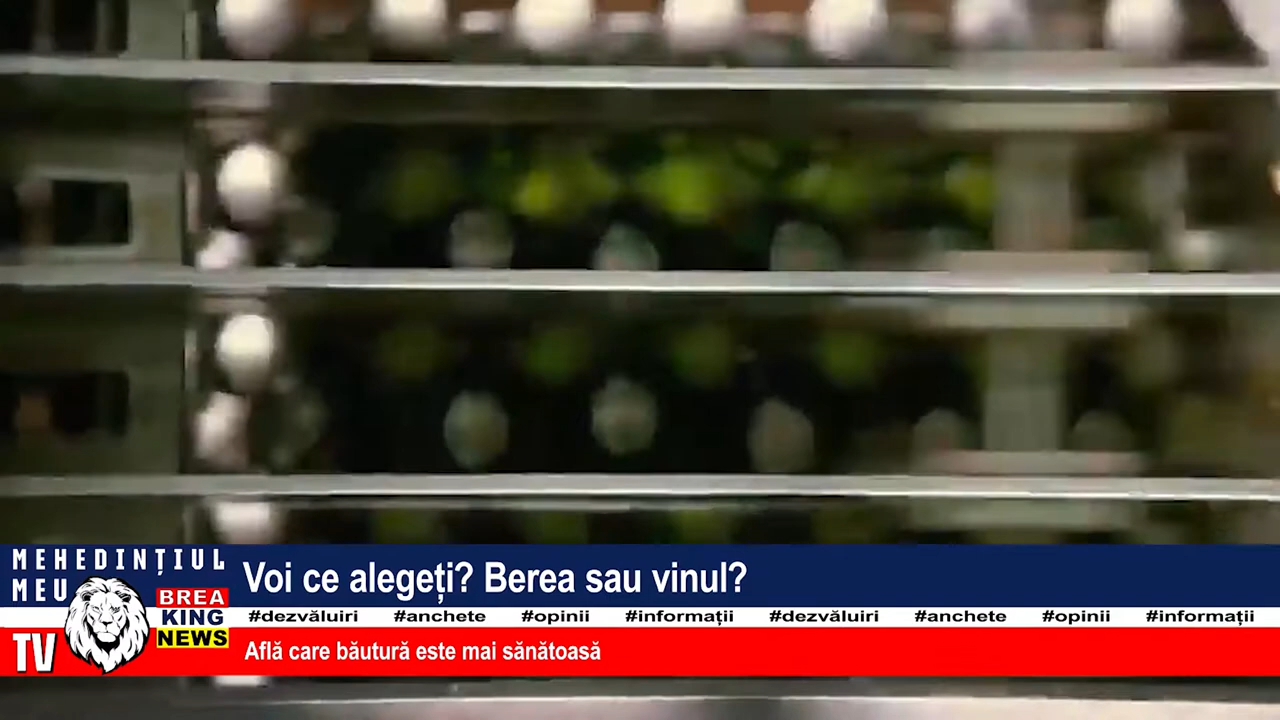 MEHEDINȚIUL
MEU
TV
BREA
KING
NEWS
Voi ce alegeți? Berea sau vinul?
#dezvăluiri #anchete #opinii #informații #dezvăluiri #anchete #opinii #informații
Află care băutură este mai sănătoasă